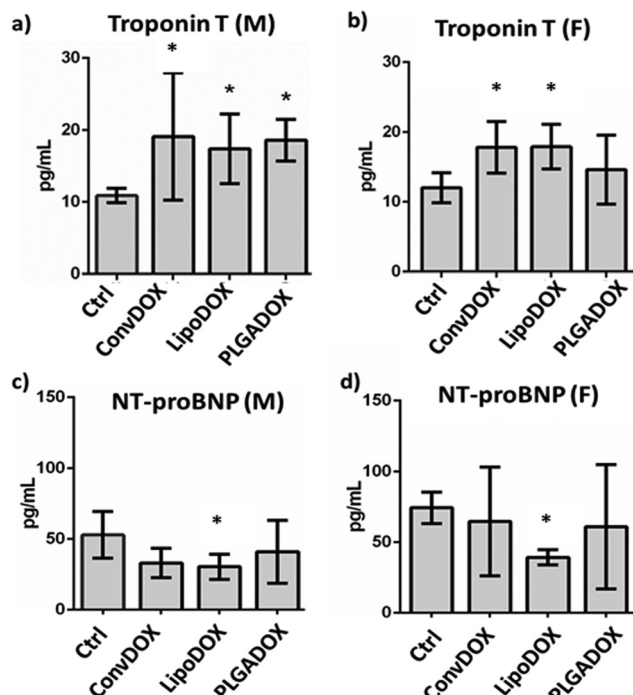 a)
Troponin T (M)
30
20
10
0
pg/mL
*
*
*
Ctrl
ConvDOX
LipoDOX
PLGADOX
b)
Troponin T (F)
30
20
10
0
pg/mL
*
*
Ctrl
ConvDOX
LipoDOX
PLGADOX
c)
NT-proBNP (M)
150
100
50
0
pg/mL
*
Ctrl
ConvDOX
LipoDOX
PLGADOX
d)
NT-proBNP (F)
150
100
50
0
pg/mL
*
Ctrl
ConvDOX
LipoDOX
PLGADOX